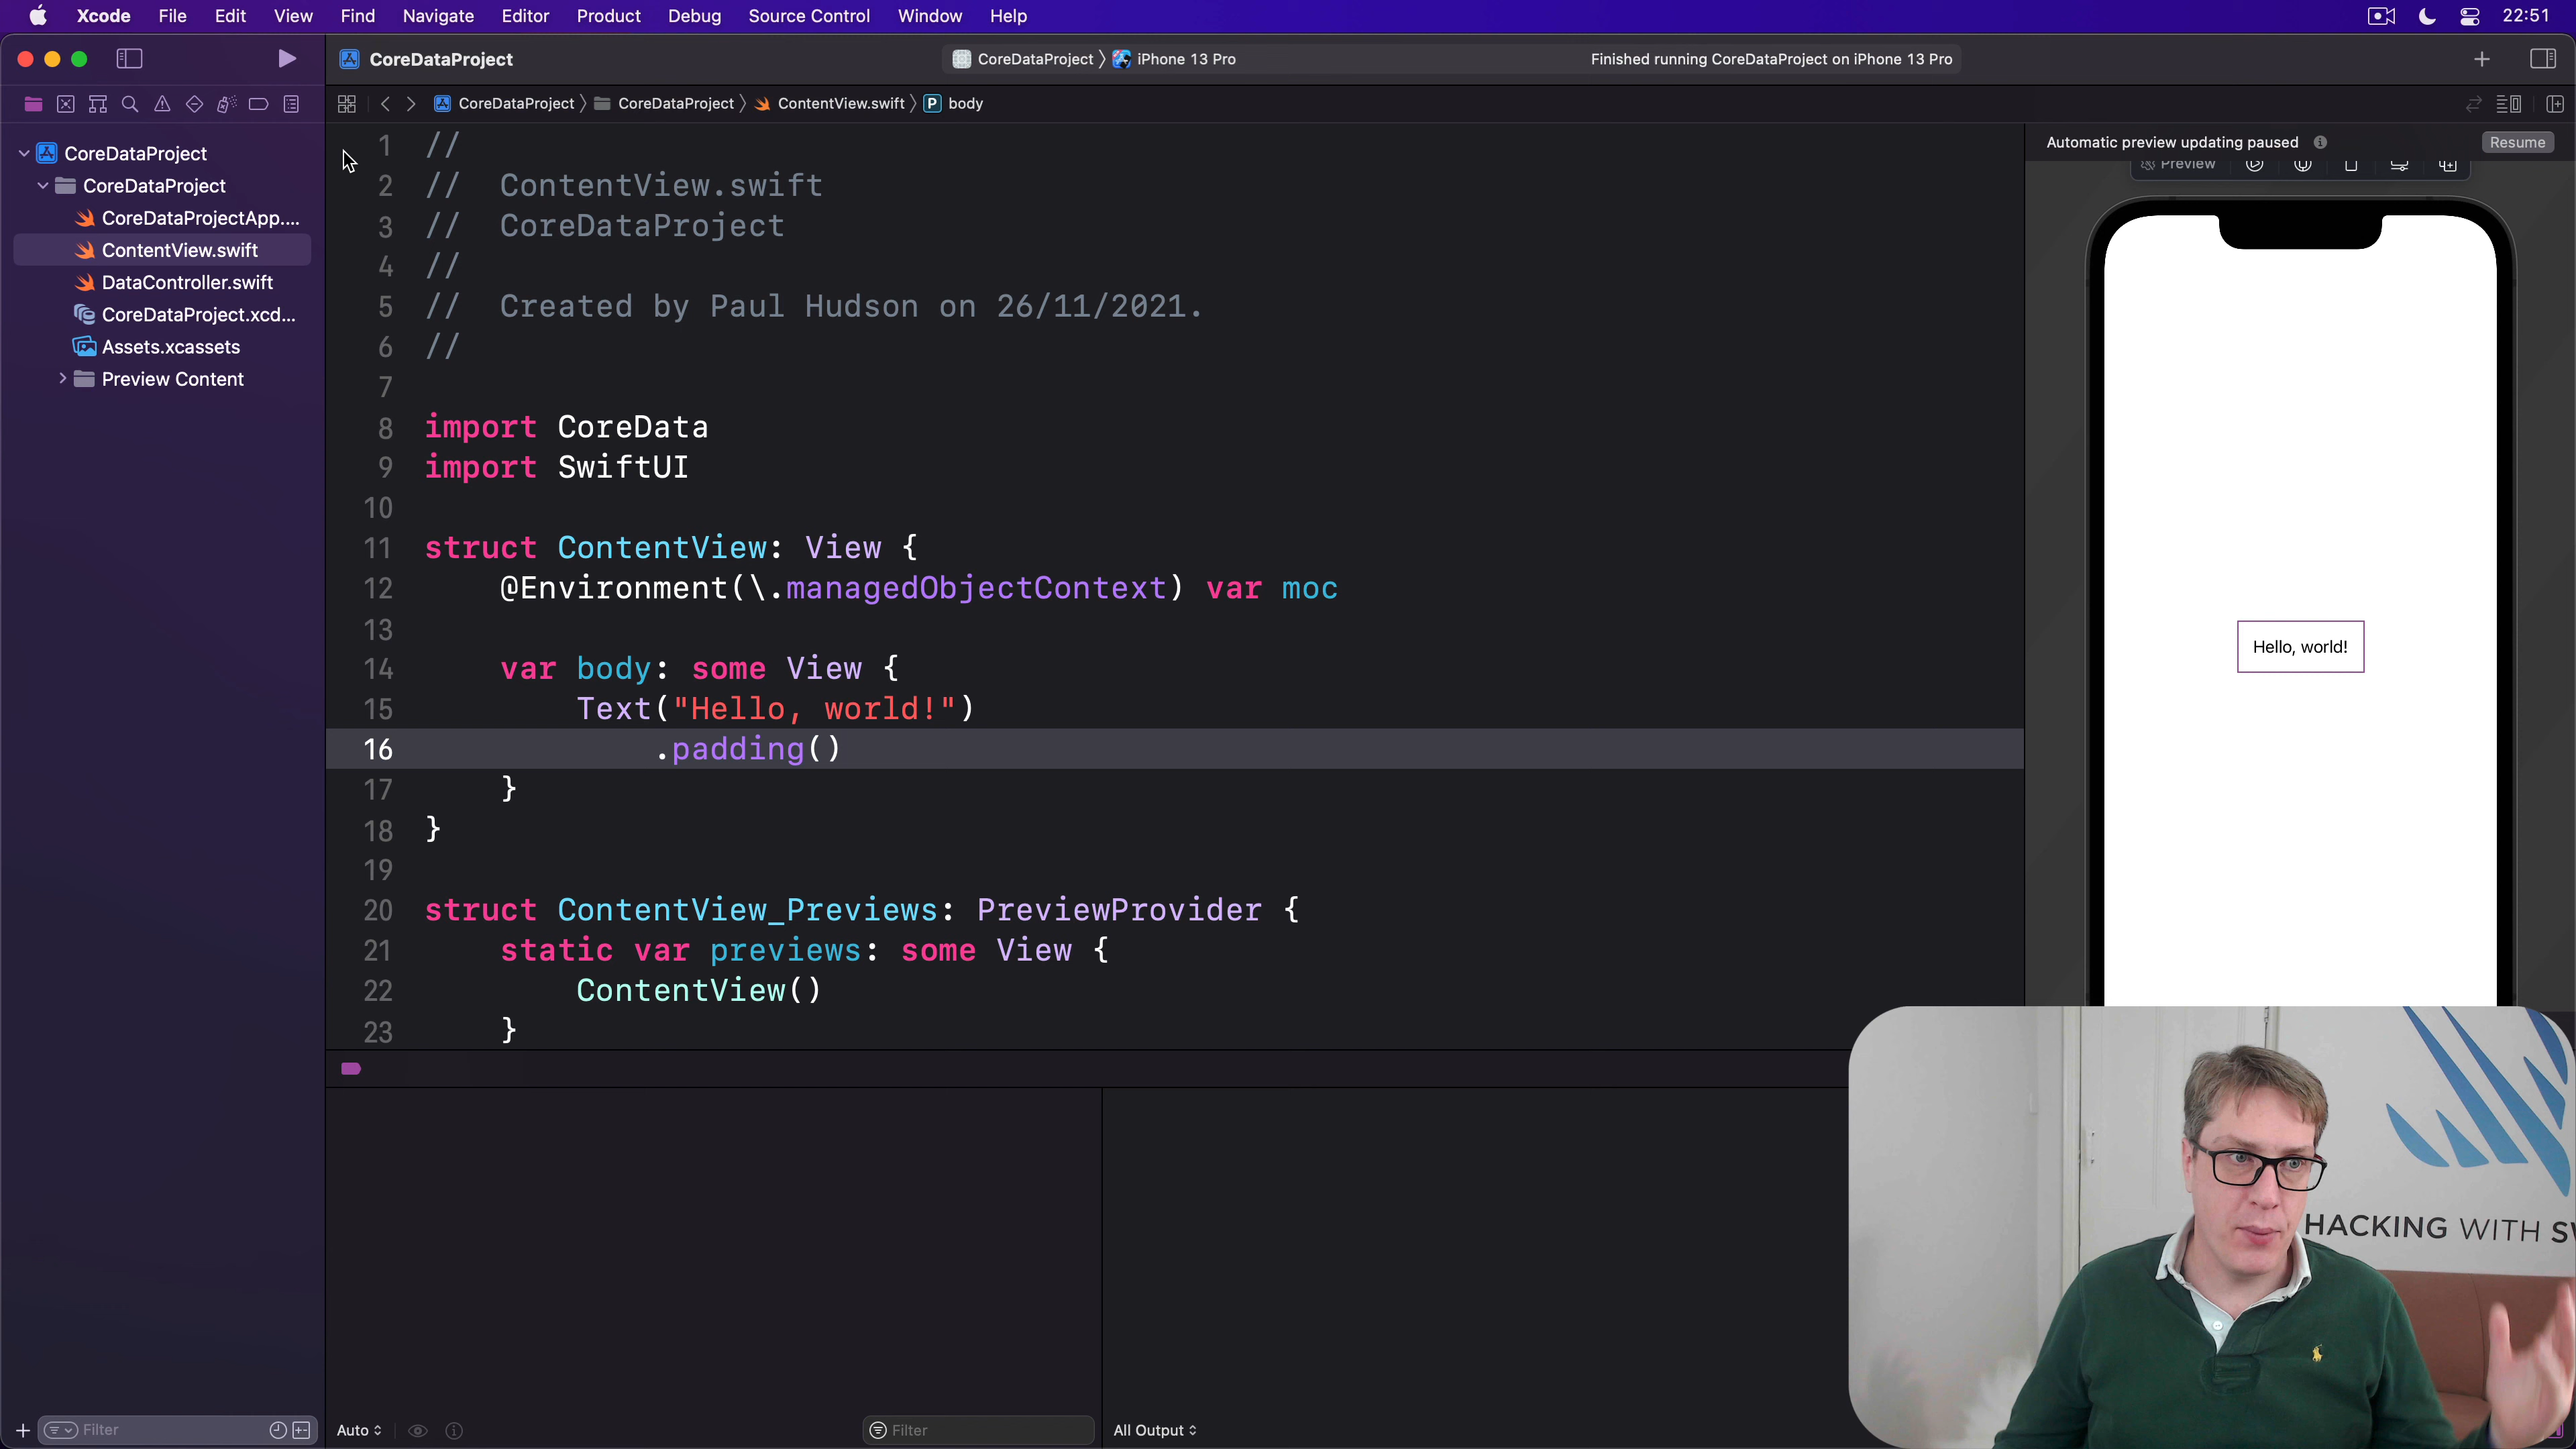 Xcode File Edit View Find Navigate Editor Product Debug Source Control Window Help 22:51
CoreDataProject CoreDataProject iPhone 13 Pro Finished running CoreDataProject on iPhone 13 Pro
CoreDataProject CoreDataProject ContentView.swift P body
CoreDataProject
CoreDataProject
CoreDataProjectApp....
ContentView.swift
DataController.swift
CoreDataProject.xcd...
Assets.xcassets
Preview Content
1 //
2 // ContentView.swift
3 // CoreDataProject
4 //
5 // Created by Paul Hudson on 26/11/2021.
6 //
7
8 import CoreData
9 import SwiftUI
10
11 struct ContentView: View {
12 @Environment(\.managedObjectContext) var moc
13
14 var body: some View {
15 Text("Hello, world!")
16 .padding()
17 }
18 }
19
20 struct ContentView_Previews: PreviewProvider {
21 static var previews: some View {
22 ContentView()
23 }
Automatic preview updating paused Resume
Preview
Hello, world!
HACKING WITH SW
Filter
Auto
Filter
All Output